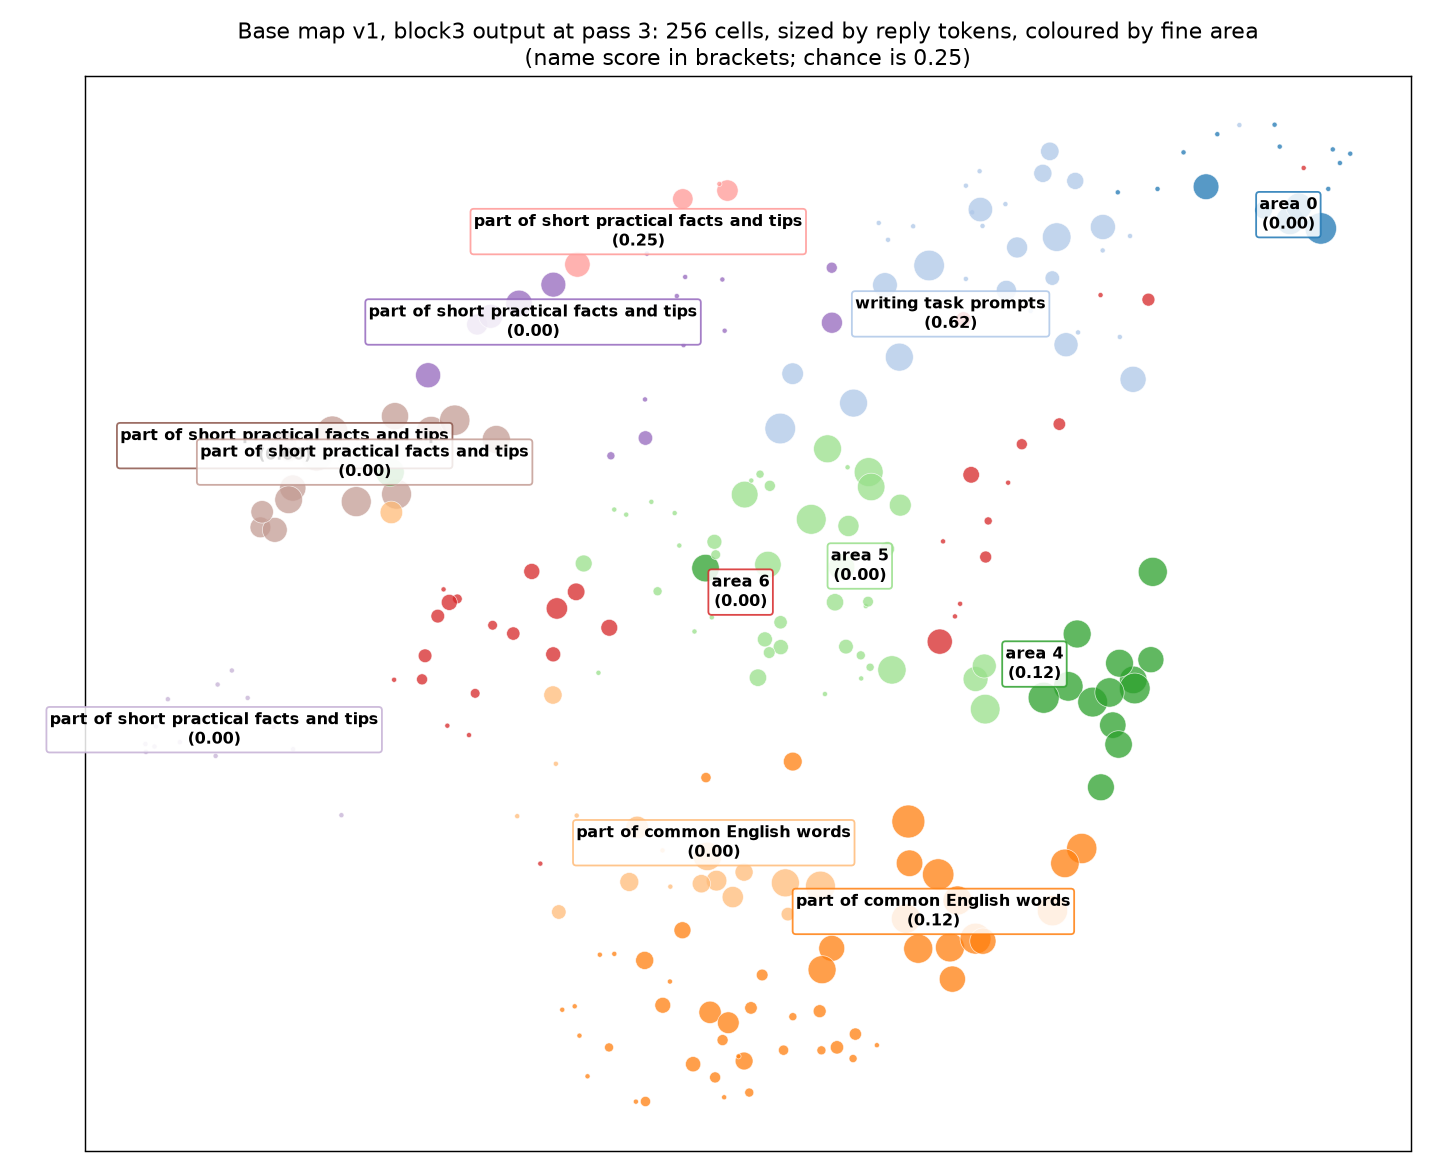 Base map v1, block3 output at pass 3: 256 cells, sized by reply tokens, coloured by fine area
(name score in brackets; chance is 0.25)
area 0
(0.00)
part of short practical facts and tips
(0.25)
writing task prompts
(0.62)
part of short practical facts and tips
(0.00)
part of short practical facts and tips
part of short practical facts and tips
(0.00)
area 5
(0.00)
area 6
(0.00)
area 4
(0.12)
part of short practical facts and tips
(0.00)
part of common English words
(0.00)
part of common English words
(0.12)